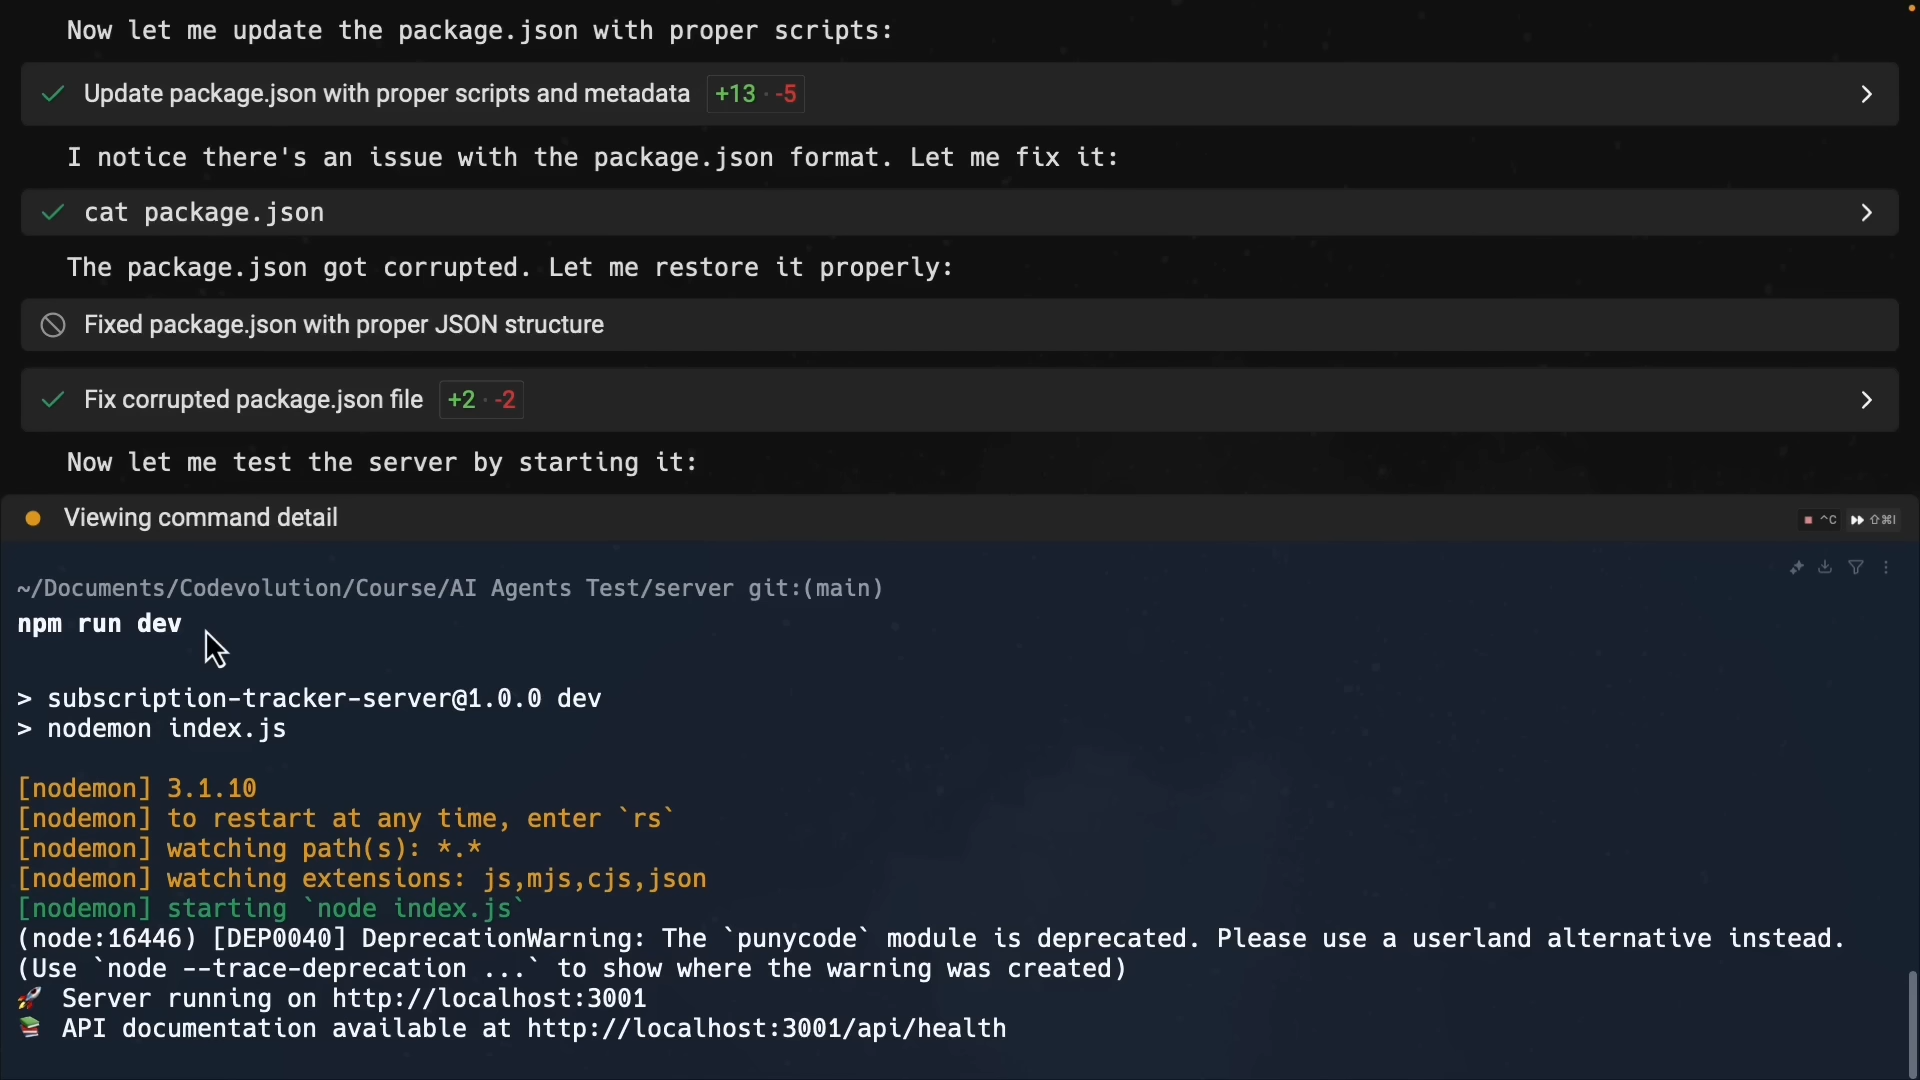 Now let me update the package.json with proper scripts:
Update package.json with proper scripts and metadata +13 · -5
I notice there's an issue with the package.json format. Let me fix it:
cat package.json
The package.json got corrupted. Let me restore it properly:
Fixed package.json with proper JSON structure
Fix corrupted package.json file +2 · -2
Now let me test the server by starting it:
Viewing command detail ^C ⇧⌘I
~/Documents/Codevolution/Course/AI Agents Test/server git:(main)
npm run dev
> subscription-tracker-server@1.0.0 dev
> nodemon index.js
[nodemon] 3.1.10
[nodemon] to restart at any time, enter `rs`
[nodemon] watching path(s): *.*
[nodemon] watching extensions: js,mjs,cjs,json
[nodemon] starting `node index.js`
(node:16446) [DEP0040] DeprecationWarning: The `punycode` module is deprecated. Please use a userland alternative instead.
(Use `node --trace-deprecation ...` to show where the warning was created)
🚀 Server running on http://localhost:3001
📚 API documentation available at http://localhost:3001/api/health